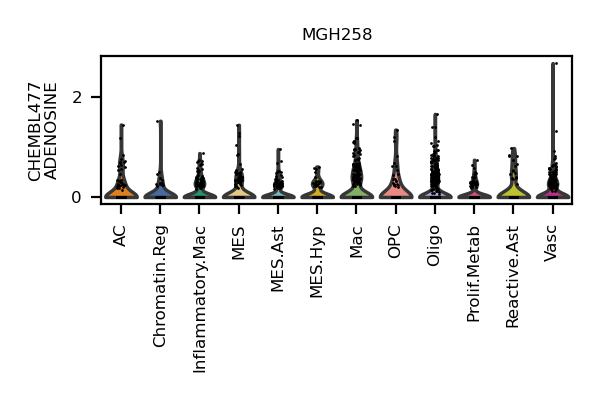 MGH258
CHEMBL477
ADENOSINE
2
0
AC
Chromatin.Reg
Inflammatory.Mac
MES
MES.Ast
MES.Hyp
Mac
OPC
Oligo
Prolif.Metab
Reactive.Ast
Vasc